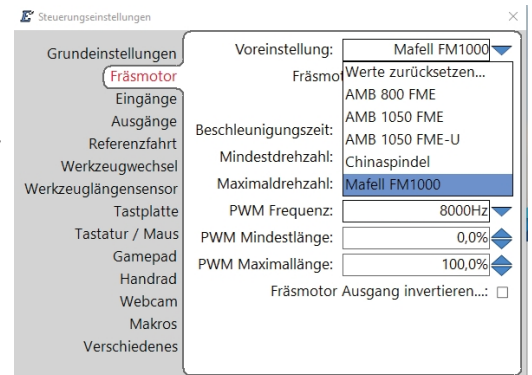 Steuerungseinstellungen
Grundeinstellungen
Fräsmotor
Eingänge
Ausgänge
Referenzfahrt
Werkzeugwechsel
Werkzeuglängensensor
Tastplatte
Tastatur / Maus
Gamepad
Handrad
Webcam
Makros
Verschiedenes
Voreinstellung: Mafell FM1000
Fräsmo
Werte zurücksetzen...
AMB 800 FME
AMB 1050 FME
AMB 1050 FME-U
Chinaspindel
Mafell FM1000
Beschleunigungszeit:
Mindestdrehzahl:
Maximaldrehzahl:
PWM Frequenz: 8000Hz
PWM Mindestlänge: 0,0%
PWM Maximallänge: 100,0%
Fräsmotor Ausgang invertieren...: